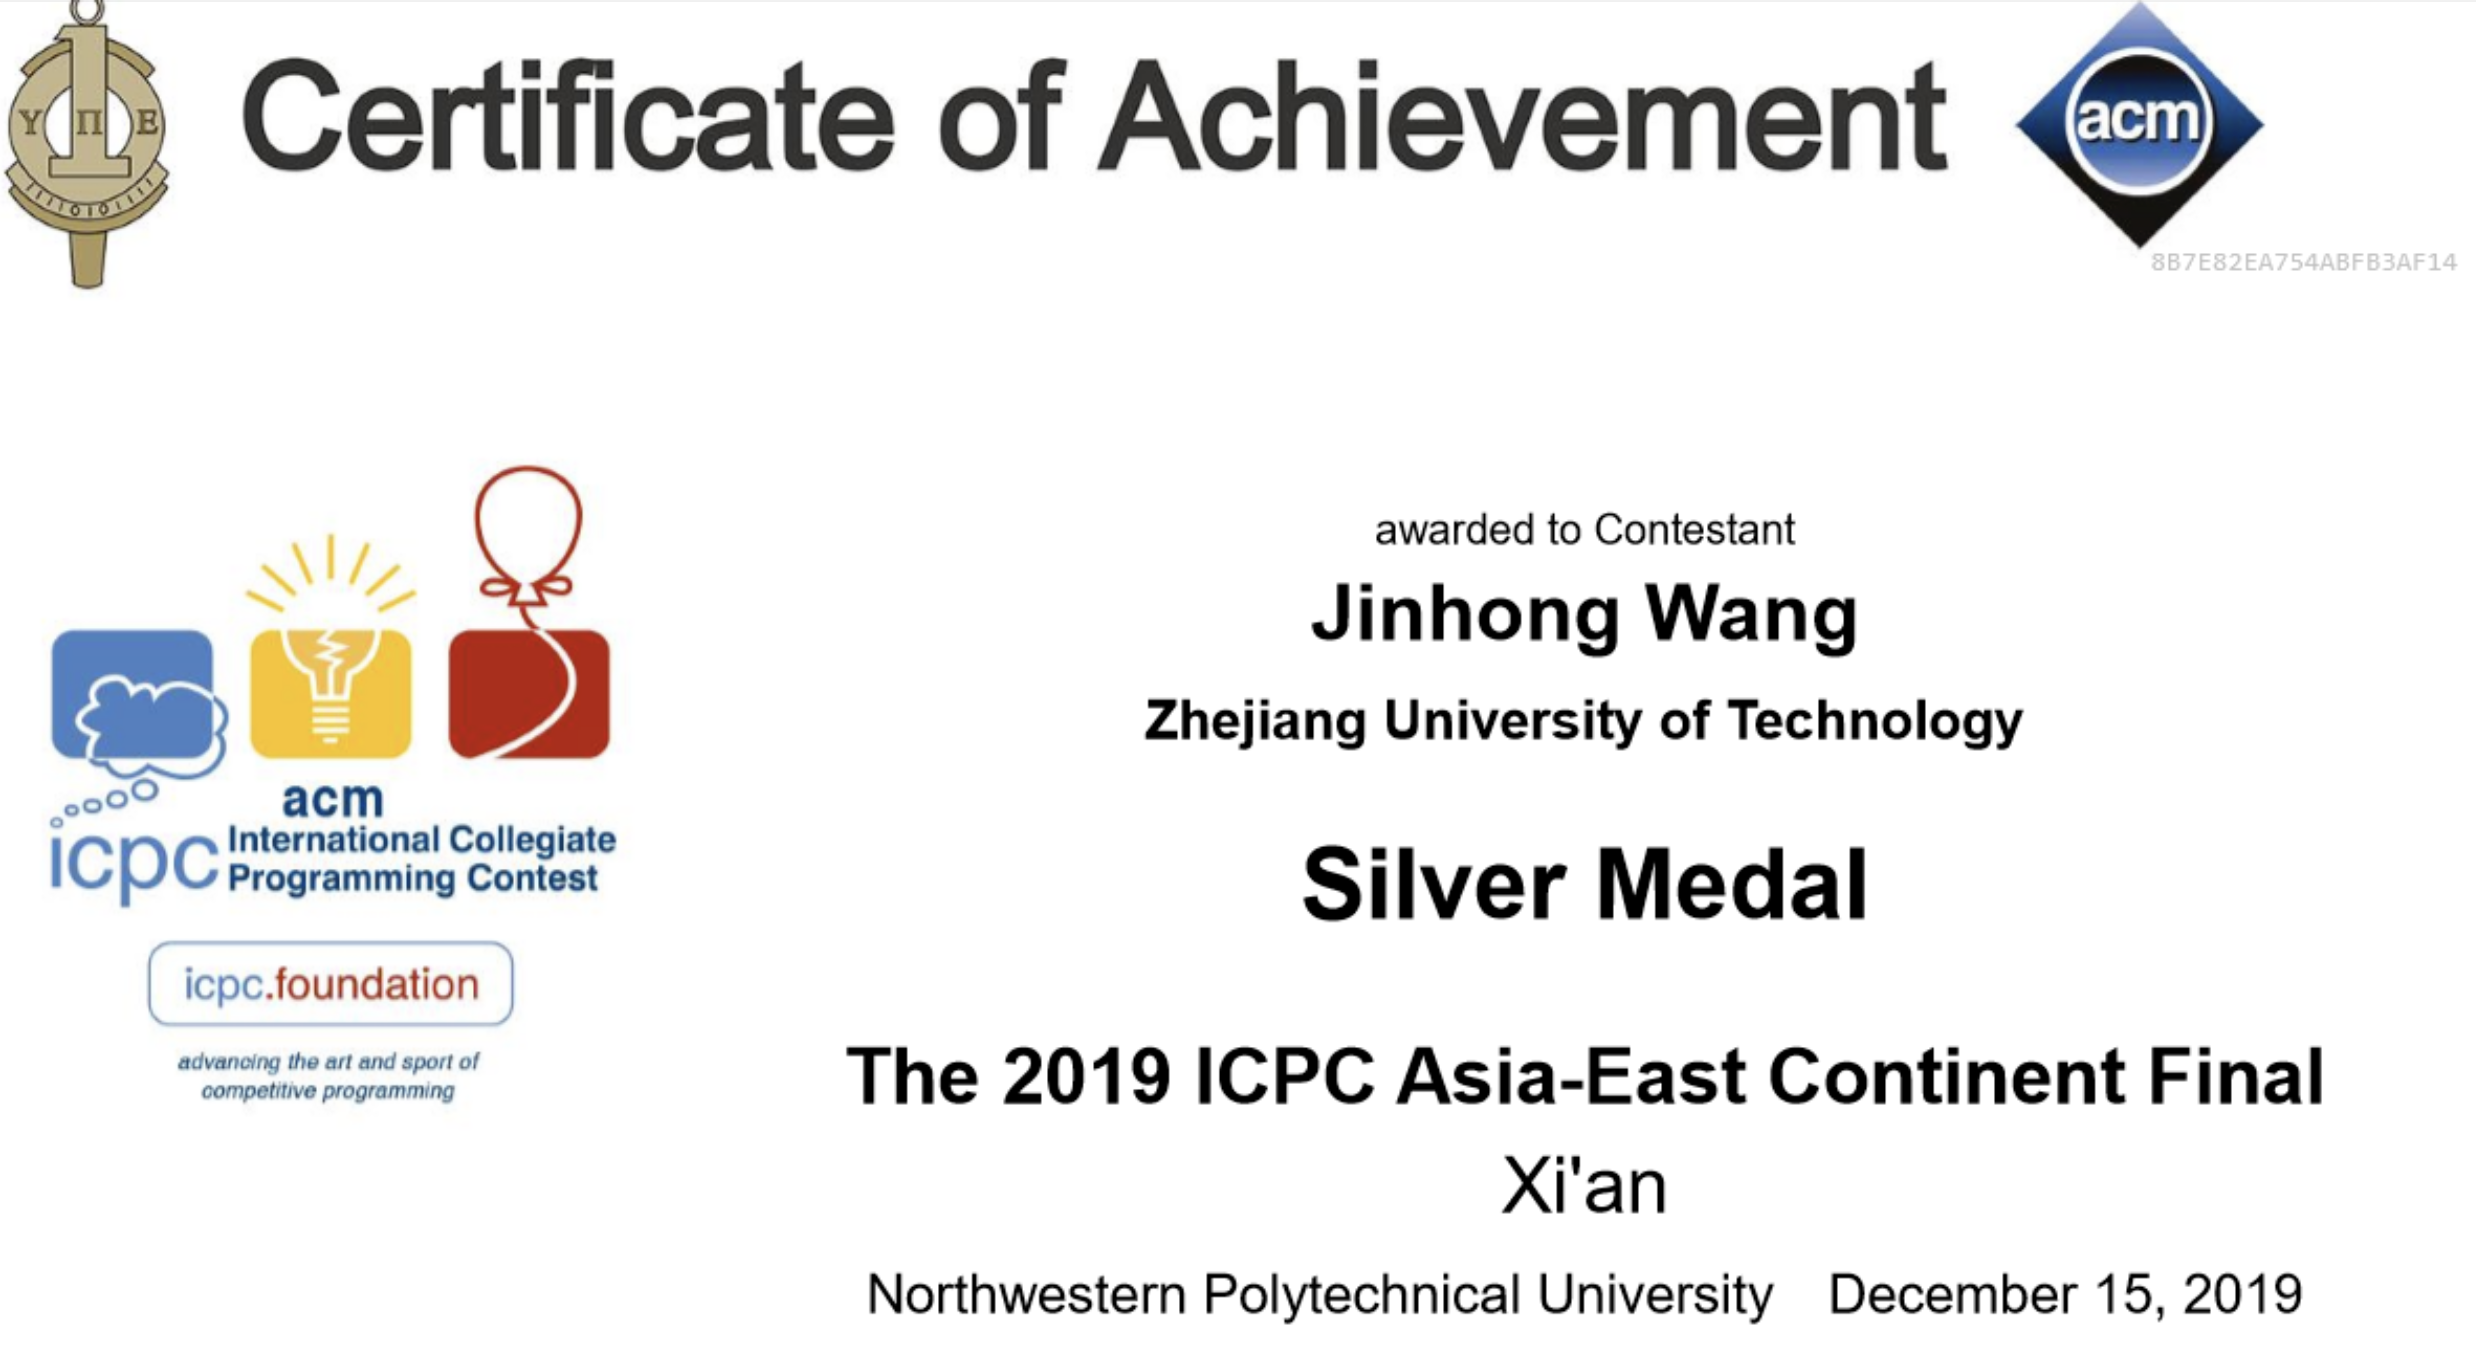 Certificate of Achievement
Υ Π Ε
acm
8B7E82EA754ABFB3AF14
awarded to Contestant
Jinhong Wang
Zhejiang University of Technology
Silver Medal
The 2019 ICPC Asia-East Continent Final
Xi'an
Northwestern Polytechnical University December 15, 2019
acm
icpc International Collegiate
Programming Contest
icpc.foundation
advancing the art and sport of
competitive programming